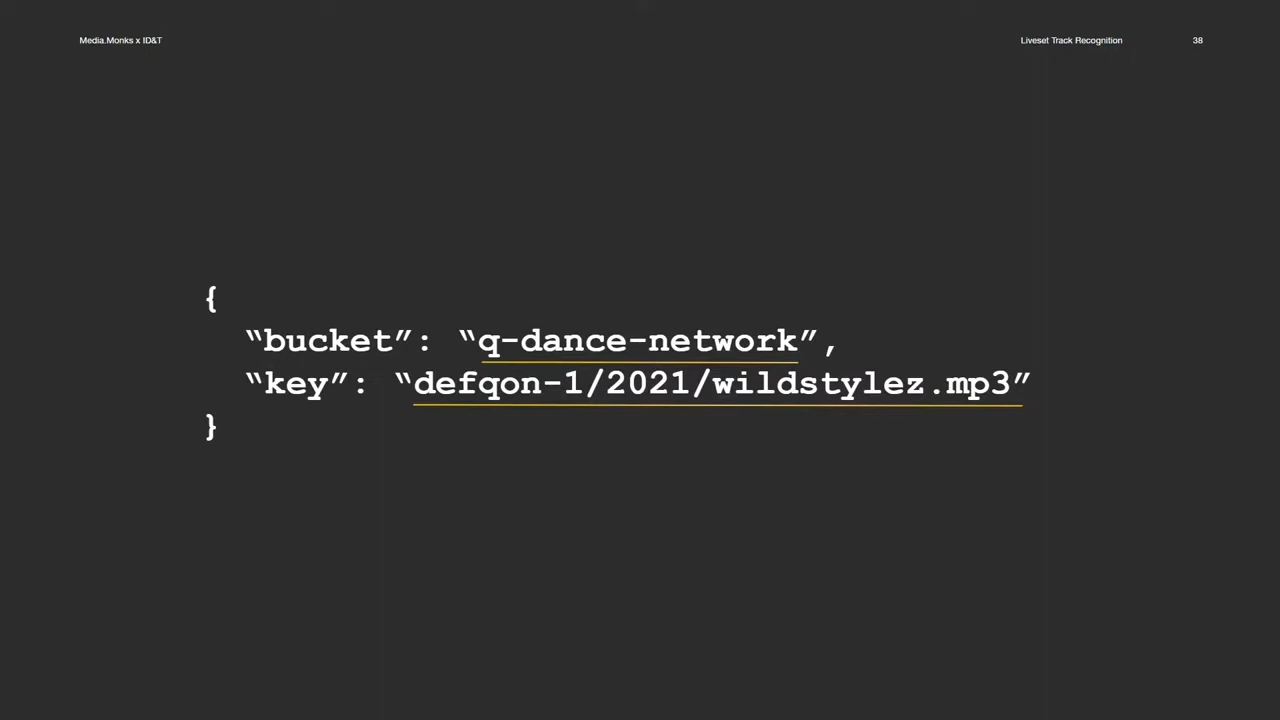 Media.Monks x ID&T
Liveset Track Recognition
38
{
“bucket”: “q-dance-network”,
“key”: “defqon-1/2021/wildstylez.mp3”
}